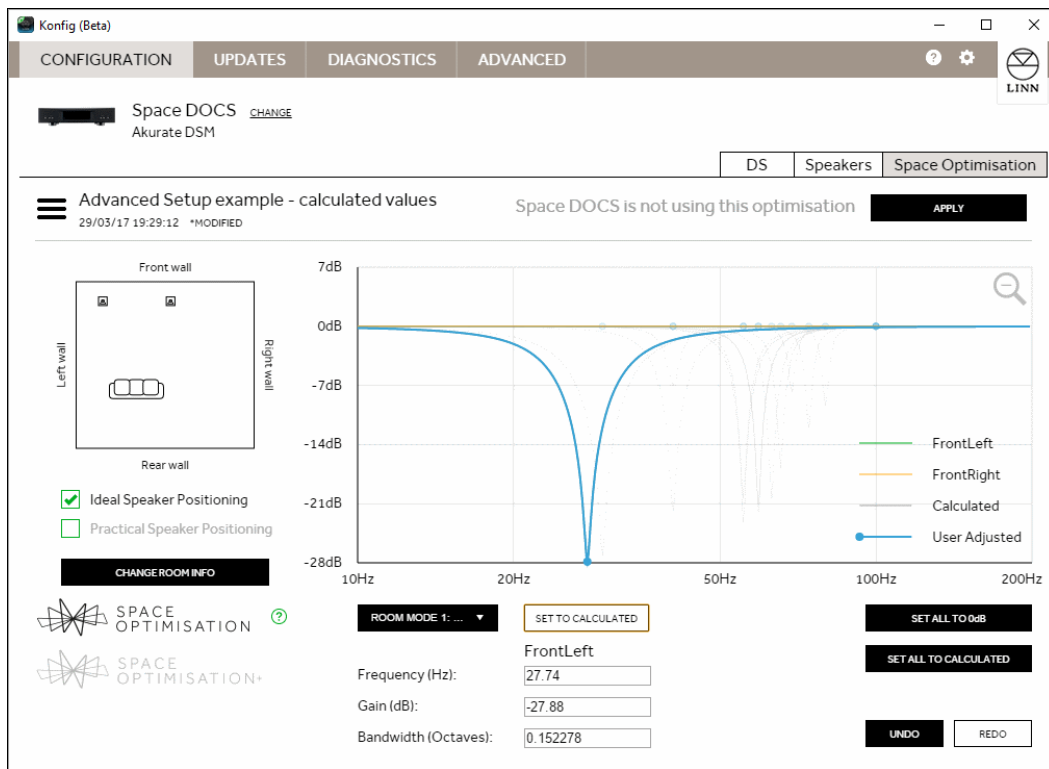 Konfig (Beta)
CONFIGURATION UPDATES DIAGNOSTICS ADVANCED
LINN
Space DOCS CHANGE
Akurate DSM
DS Speakers Space Optimisation
Advanced Setup example - calculated values
29/03/17 19:29:12 *MODIFIED
Space DOCS is not using this optimisation APPLY
Front wall
Left wall
Right wall
Rear wall
Ideal Speaker Positioning
Practical Speaker Positioning
CHANGE ROOM INFO
SPACE
OPTIMISATION ?
SPACE
OPTIMISATION+
7dB
0dB
-7dB
-14dB
-21dB
-28dB
10Hz 20Hz 50Hz 100Hz 200Hz
FrontLeft
FrontRight
Calculated
User Adjusted
ROOM MODE 1: ... SET TO CALCULATED SET ALL TO 0dB
SET ALL TO CALCULATED
FrontLeft
Frequency (Hz): 27.74
Gain (dB): -27.88
Bandwidth (Octaves): 0.152278
UNDO REDO